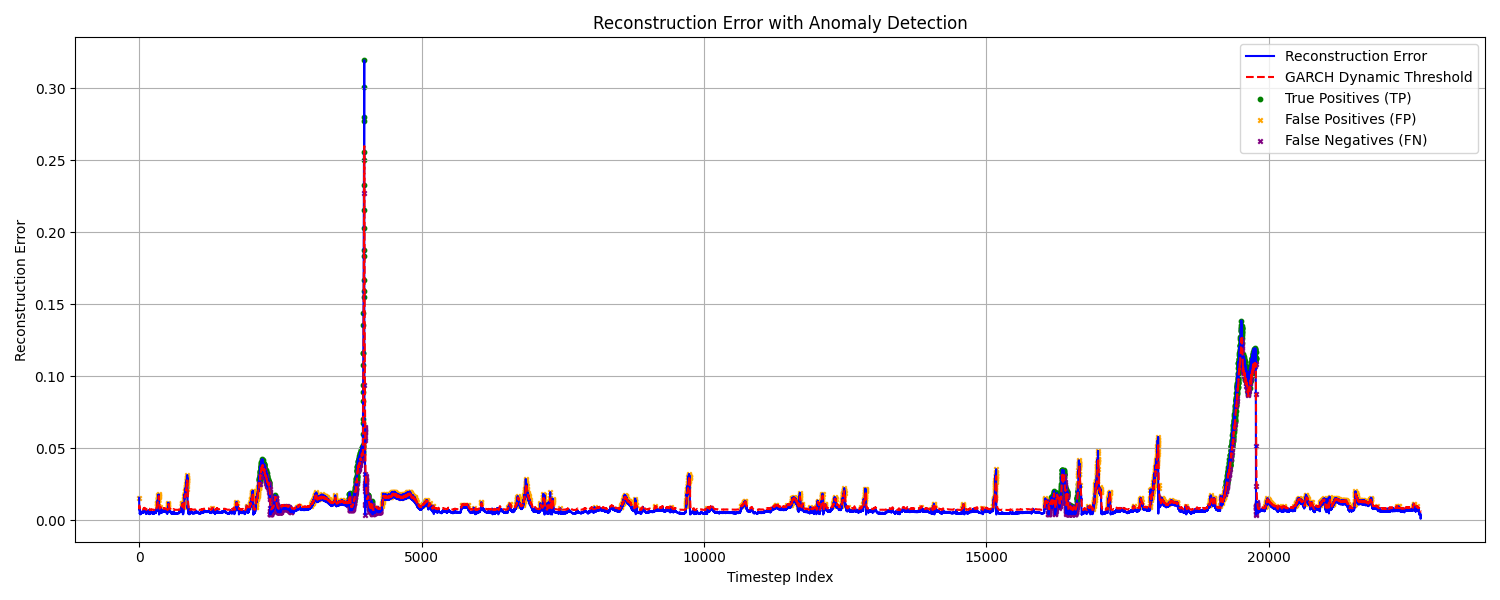 Reconstruction Error with Anomaly Detection
Reconstruction Error
GARCH Dynamic Threshold
True Positives (TP)
False Positives (FP)
False Negatives (FN)
Reconstruction Error
0.30
0.25
0.20
0.15
0.10
0.05
0.00
0
5000
10000
15000
20000
Timestep Index